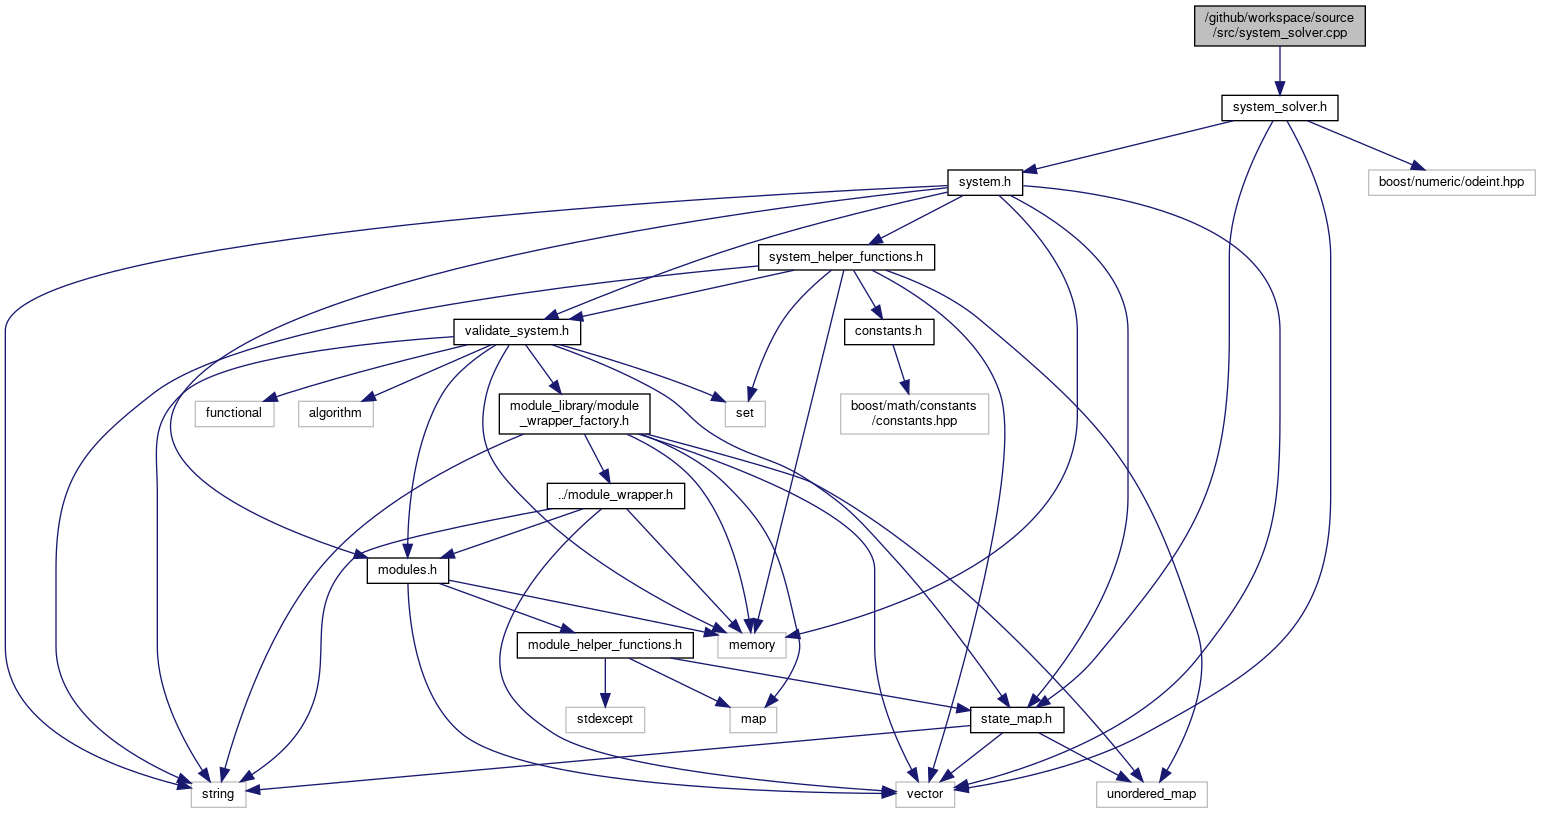 /github/workspace/source
/src/system_solver.cpp
system_solver.h
system.h
boost/numeric/odeint.hpp
system_helper_functions.h
validate_system.h
constants.h
functional
algorithm
module_library/module
_wrapper_factory.h
set
boost/math/constants
/constants.hpp
../module_wrapper.h
modules.h
module_helper_functions.h
memory
stdexcept
map
state_map.h
string
vector
unordered_map